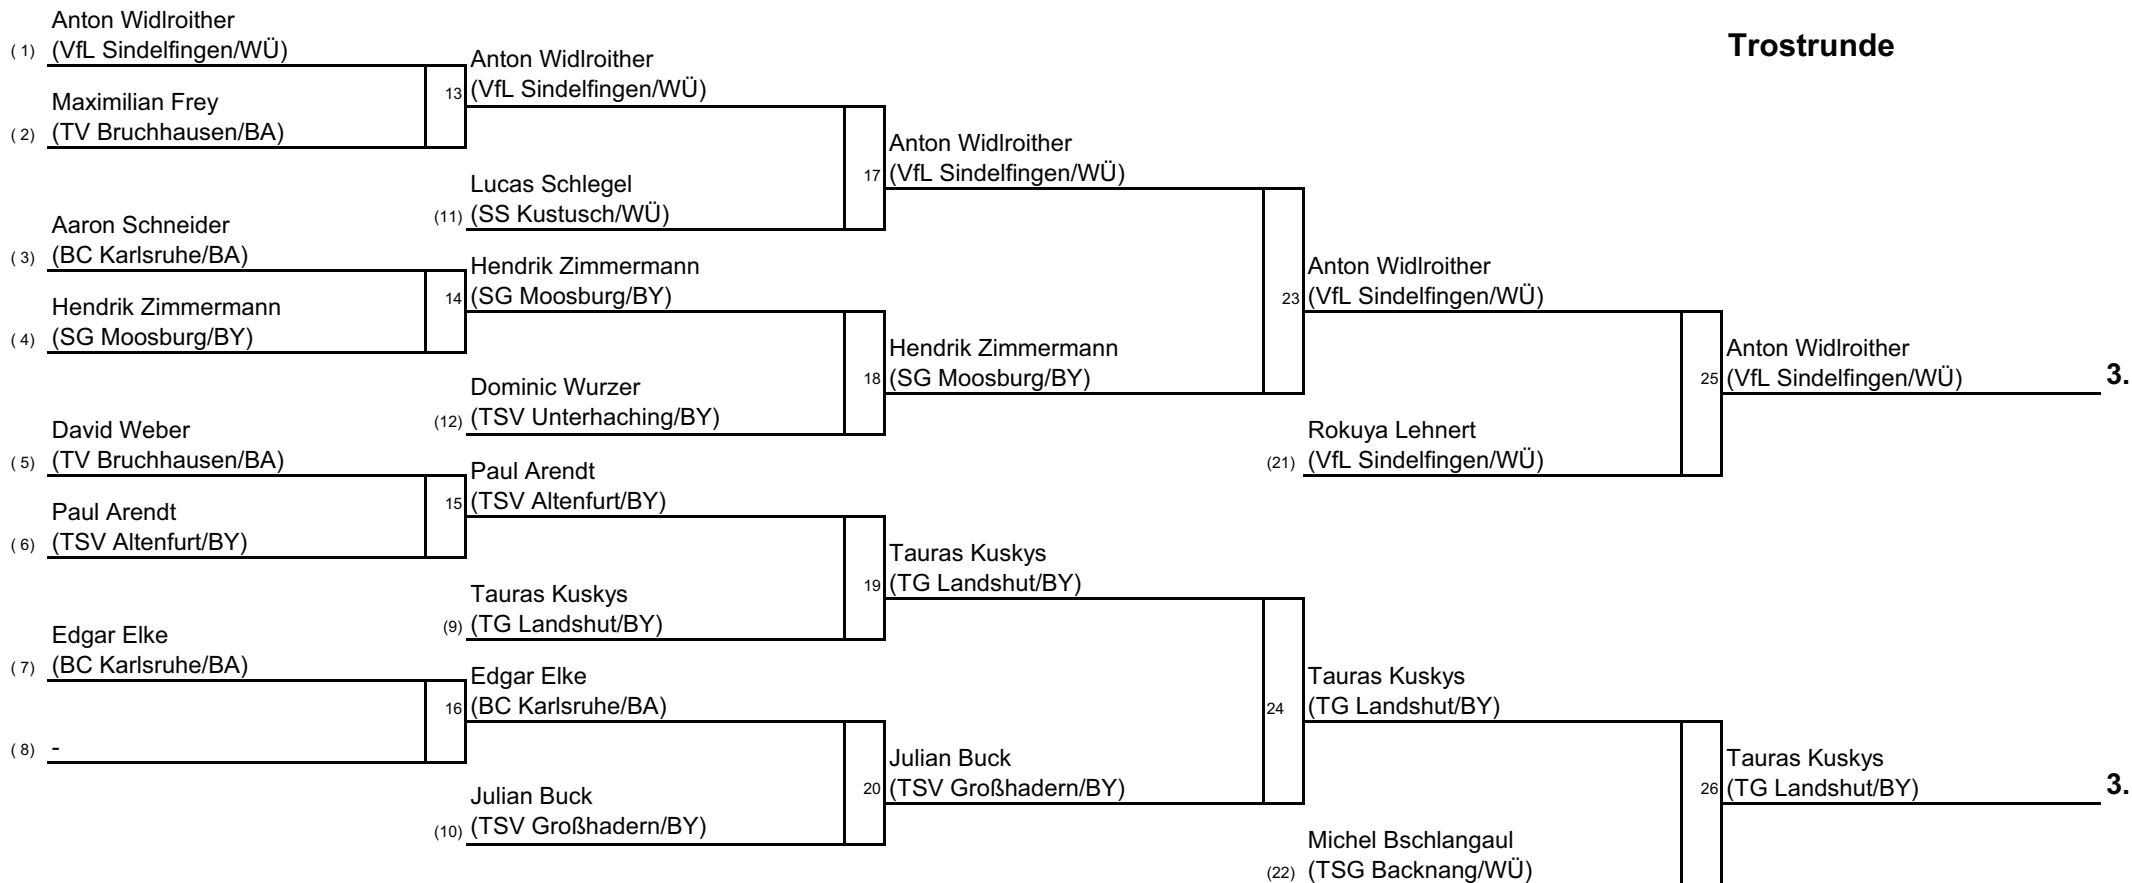 Trostrunde
Anton Widlroither
( 1) (VfL Sindelfingen/WÜ)
Maximilian Frey
( 2) (TV Bruchhausen/BA)
Aaron Schneider
( 3) (BC Karlsruhe/BA)
Hendrik Zimmermann
( 4) (SG Moosburg/BY)
David Weber
( 5) (TV Bruchhausen/BA)
Paul Arendt
( 6) (TSV Altenfurt/BY)
Edgar Elke
( 7) (BC Karlsruhe/BA)
( 8) -
Anton Widlroither
13 (VfL Sindelfingen/WÜ)
Lucas Schlegel
(11) (SS Kustusch/WÜ)
Hendrik Zimmermann
14 (SG Moosburg/BY)
Dominic Wurzer
(12) (TSV Unterhaching/BY)
Paul Arendt
15 (TSV Altenfurt/BY)
Tauras Kuskys
(9) (TG Landshut/BY)
Edgar Elke
16 (BC Karlsruhe/BA)
Julian Buck
(10) (TSV Großhadern/BY)
Anton Widlroither
17 (VfL Sindelfingen/WÜ)
Hendrik Zimmermann
18 (SG Moosburg/BY)
Tauras Kuskys
19 (TG Landshut/BY)
Julian Buck
20 (TSV Großhadern/BY)
Anton Widlroither
23 (VfL Sindelfingen/WÜ)
Rokuya Lehnert
(21) (VfL Sindelfingen/WÜ)
Tauras Kuskys
24 (TG Landshut/BY)
Michel Bschlangaul
(22) (TSG Backnang/WÜ)
Anton Widlroither
25 (VfL Sindelfingen/WÜ) 3.
Tauras Kuskys
26 (TG Landshut/BY) 3.